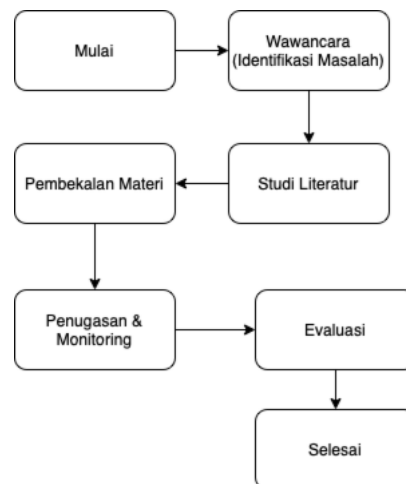 Mulai
Wawancara
(Identifikasi Masalah)
Studi Literatur
Pembekalan Materi
Penugasan &
Monitoring
Evaluasi
Selesai